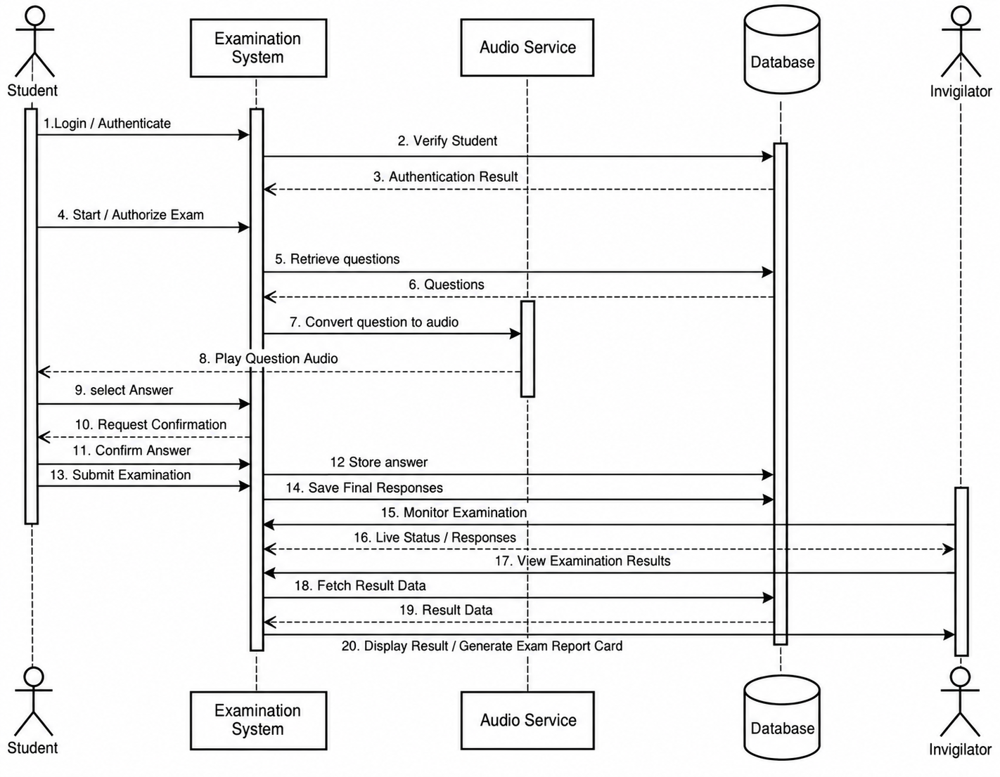 Student
Examination
System
Audio Service
Database
Invigilator
1.Login / Authenticate
2. Verify Student
3. Authentication Result
4. Start / Authorize Exam
5. Retrieve questions
6. Questions
7. Convert question to audio
8. Play Question Audio
9. select Answer
10. Request Confirmation
11. Confirm Answer
12 Store answer
13. Submit Examination
14. Save Final Responses
15. Monitor Examination
16. Live Status / Responses
17. View Examination Results
18. Fetch Result Data
19. Result Data
20. Display Result / Generate Exam Report Card
Student
Examination
System
Audio Service
Database
Invigilator